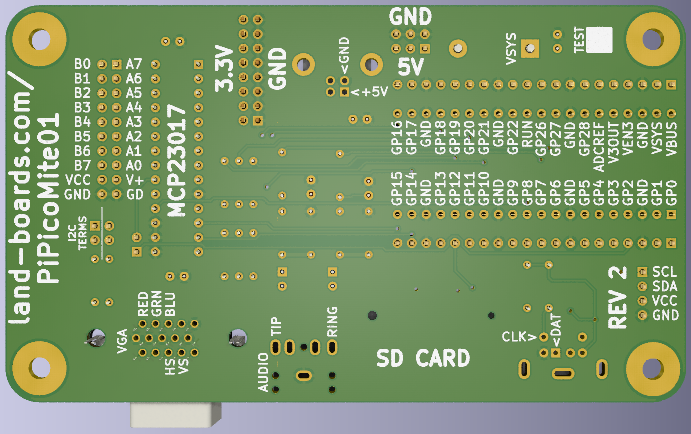 land-boards.com/
PiPicoMite01
B0 A7
B1 A6
B2 A5
B3 A4
B4 A3
B5 A2
B6 A1
B7 A0
VCC V+
GND GD
MCP23017
I2C
TERMS
3.3V
GND
<GND
<+5V
GND
5V
VSYS
TEST
GP16
GP17
GND
GP18
GP19
GP20
GP21
GND
GP22
RUN
GP26
GP27
GND
GP28
ADCREF
V3OUT
VEN3
GND
VSYS
VBUS
GP15
GP14
GND
GP13
GP12
GP11
GP10
GND
GP9
GP8
GP7
GP6
GND
GP5
GP4
GP3
GP2
GND
GP1
GP0
REV 2
SCL
SDA
VCC
GND
VGA
RED
GRN
BLU
HS
VS
AUDIO
TIP
RING
SD CARD
CLK>
<DAT